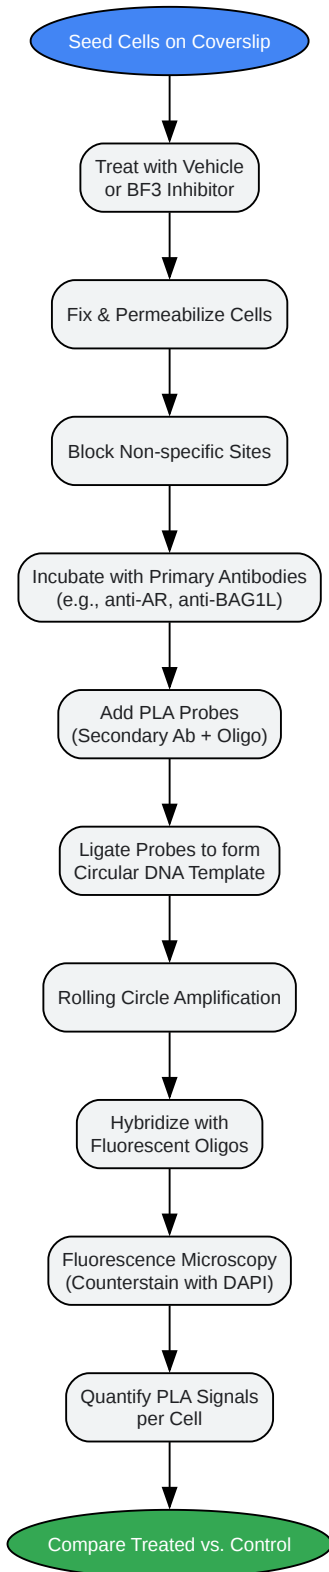 Seed Cells on Coverslip
Treat with Vehicle
or BF3 Inhibitor
Fix & Permeabilize Cells
Block Non-specific Sites
Incubate with Primary Antibodies
(e.g., anti-AR, anti-BAG1L)
Add PLA Probes
(Secondary Ab + Oligo)
Ligate Probes to form
Circular DNA Template
Rolling Circle Amplification
Hybridize with
Fluorescent Oligos
Fluorescence Microscopy
(Counterstain with DAPI)
Quantify PLA Signals
per Cell
Compare Treated vs. Control